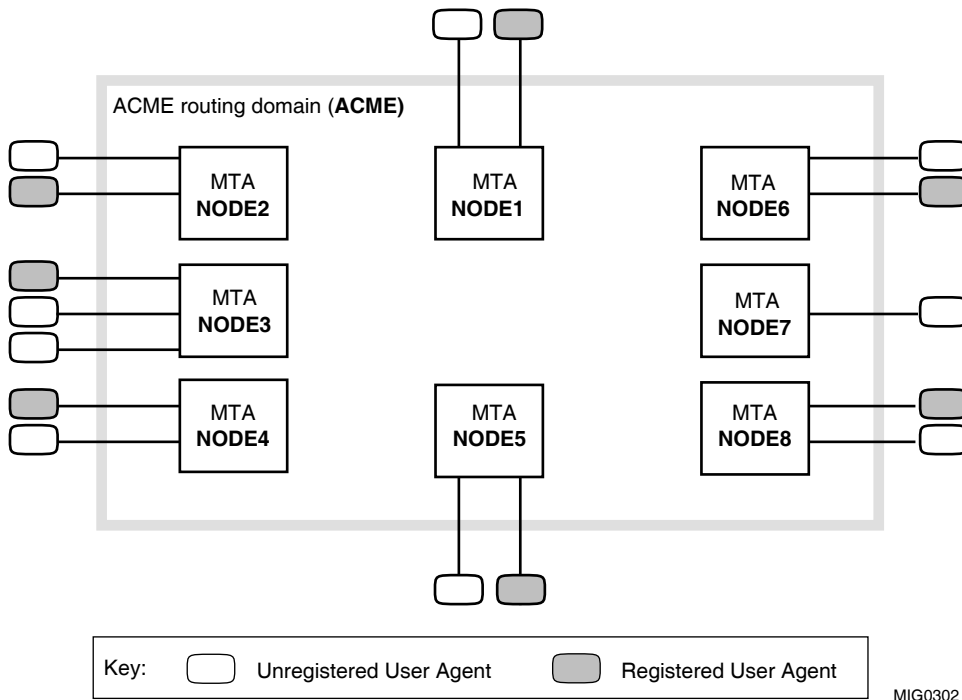 ACME routing domain (ACME)
MTA
NODE2
MTA
NODE1
MTA
NODE6
MTA
NODE3
MTA
NODE7
MTA
NODE4
MTA
NODE5
MTA
NODE8
Key:
Unregistered User Agent
Registered User Agent
MIG0302